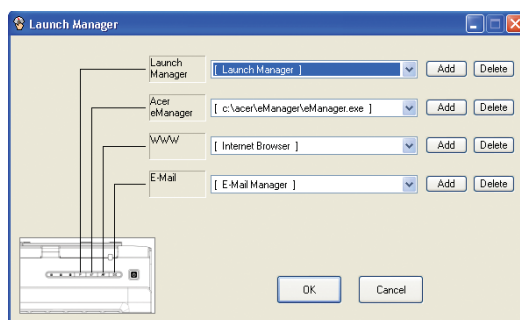 Launch Manager
Launch
Manager
[ Launch Manager ]
Add
Delete
Acer
eManager
[ c:\acer\eManager\eManager.exe ]
Add
Delete
WWW
[ Internet Browser ]
Add
Delete
E-Mail
[ E-Mail Manager ]
Add
Delete
OK
Cancel